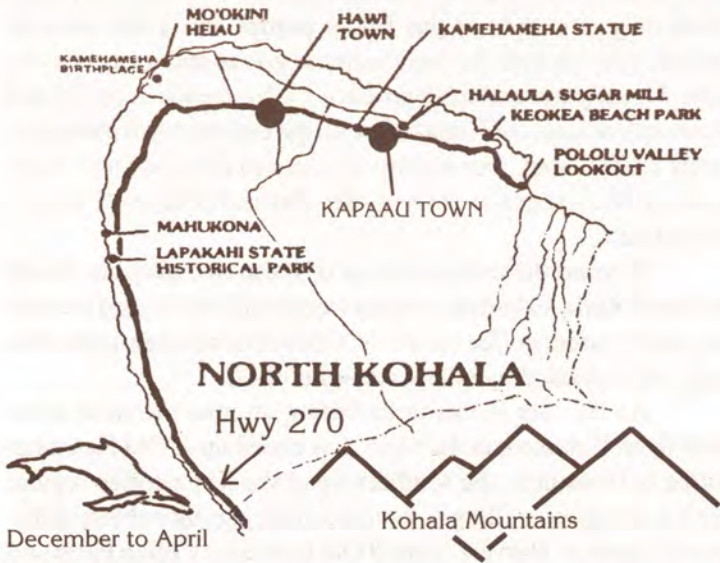 MO'OKINI
HEIAU
HAWI
TOWN
KAMEHAMEHA STATUE
KAMEHAMEHA
BIRTHPLACE
HALAULA SUGAR MILL
KEOKEA BEACH PARK
POLOLU VALLEY
LOOKOUT
KAPAAU TOWN
MAHUKONA
LAPAKAHI STATE
HISTORICAL PARK
NORTH KOHALA
Hwy 270
December to April
Kohala Mountains